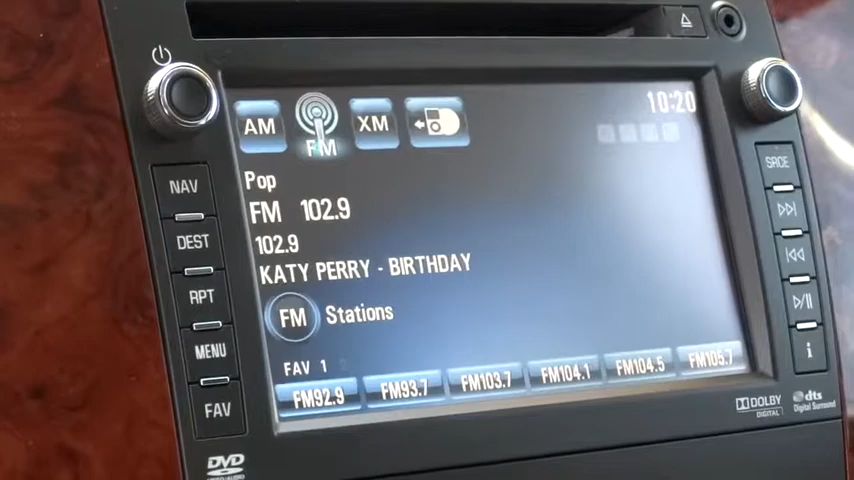 AM FM XM 10:20
Pop
FM 102.9
102.9
KATY PERRY - BIRTHDAY
FM Stations
FAV 1
FM92.9 FM93.7 FM103.7 FM104.1 FM104.5 FM105.7
NAV
DEST
RPT
MENU
FAV
SRCE
i
DVD
DOLBY
DIGITAL
dts
Digital Surround